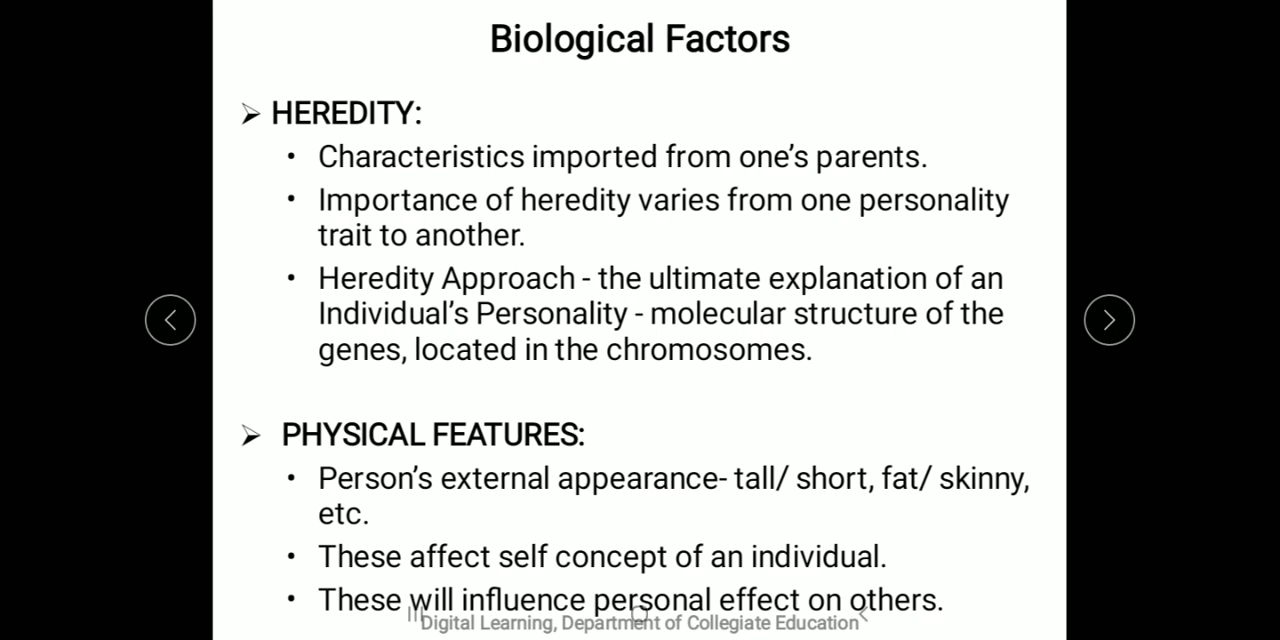 Biological Factors
➢ HEREDITY:
• Characteristics imported from one's parents.
• Importance of heredity varies from one personality
trait to another.
• Heredity Approach - the ultimate explanation of an
Individual's Personality - molecular structure of the
genes, located in the chromosomes.
➢ PHYSICAL FEATURES:
• Person's external appearance- tall/ short, fat/ skinny,
etc.
• These affect self concept of an individual.
• These will influence personal effect on others.
Digital Learning, Department of Collegiate Education